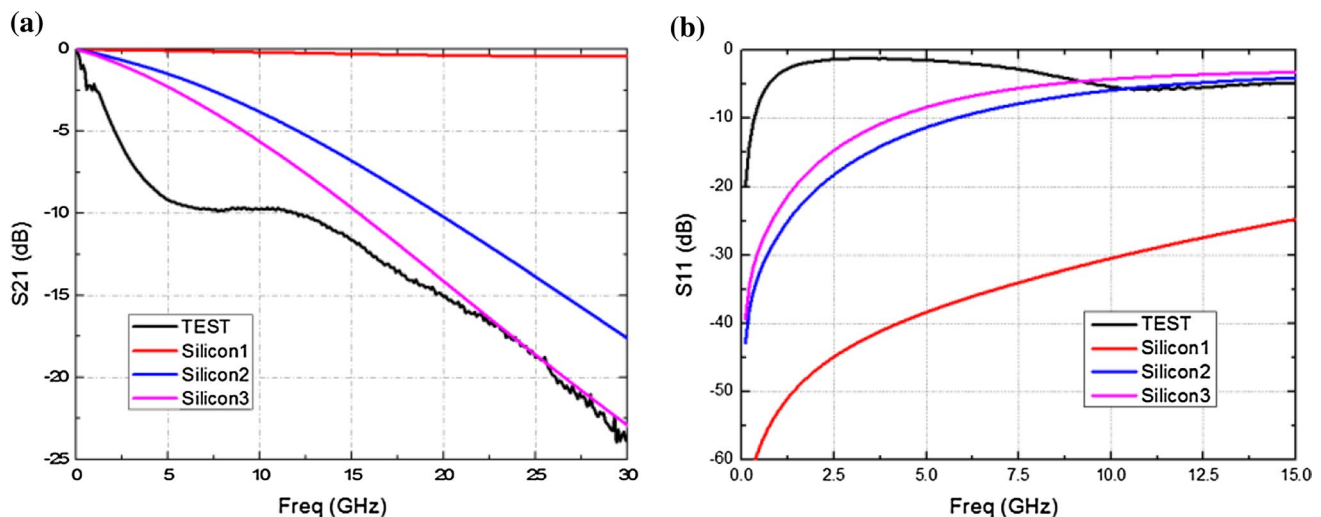 (a)
0
-5
-10
-15
-20
-25
S21 (dB)
TEST
Silicon1
Silicon2
Silicon3
0 5 10 15 20 25 30
Freq (GHz)
(b)
0
-10
-20
-30
-40
-50
-60
S11 (dB)
TEST
Silicon1
Silicon2
Silicon3
0.0 2.5 5.0 7.5 10.0 12.5 15.0
Freq (GHz)